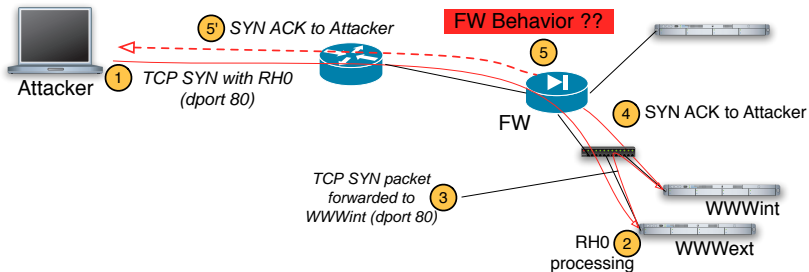 5' SYN ACK to Attacker
FW Behavior ??
5
Attacker
1
TCP SYN with RH0
(dport 80)
FW
4 SYN ACK to Attacker
TCP SYN packet
forwarded to
WWWint (dport 80)
3
WWWint
RH0
processing
2
WWWext